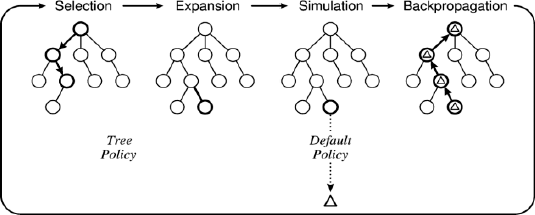 Selection
Expansion
Simulation
Backpropagation
Tree
Policy
Default
Policy